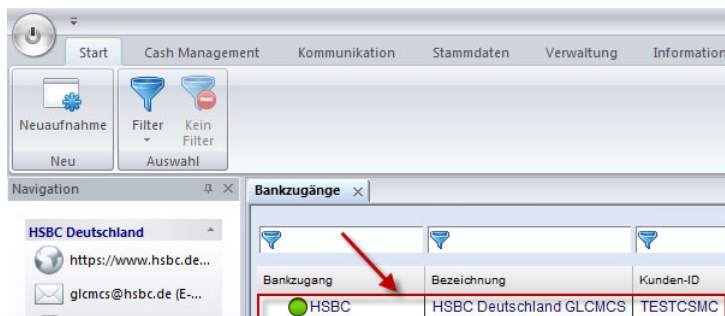 Start Cash Management Kommunikation Stammdaten Verwaltung Information
Neuaufnahme Filter Kein Filter
Neu Auswahl
Navigation Bankzugänge
HSBC Deutschland
https://www.hsbc.de...
glcmcs@hsbc.de (E-...
Bankzugang Bezeichnung Kunden-ID
HSBC HSBC Deutschland GLCMCS TESTCSMC